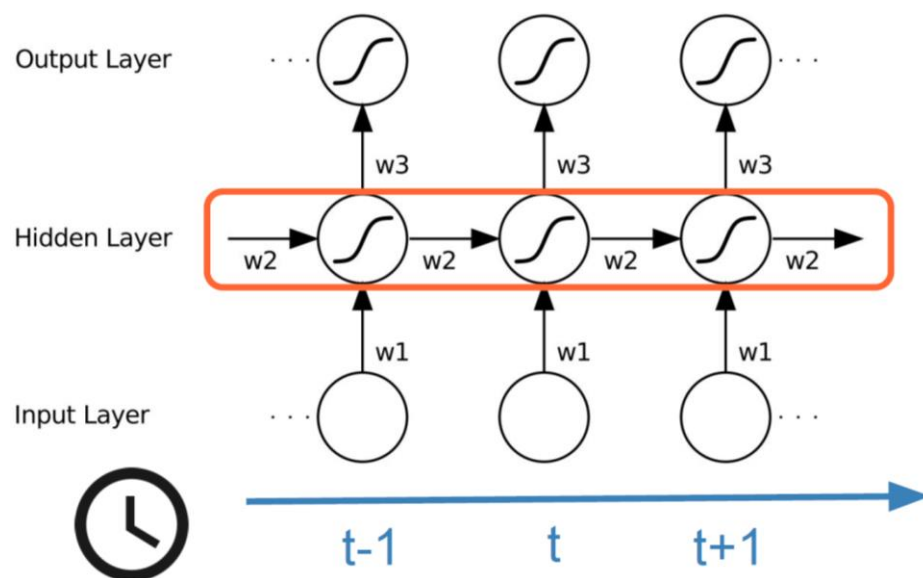 Output Layer . . . . . .
w3 w3 w3
Hidden Layer
w2 w2 w2 w2
w1 w1 w1
Input Layer . . . . . .
t-1 t t+1